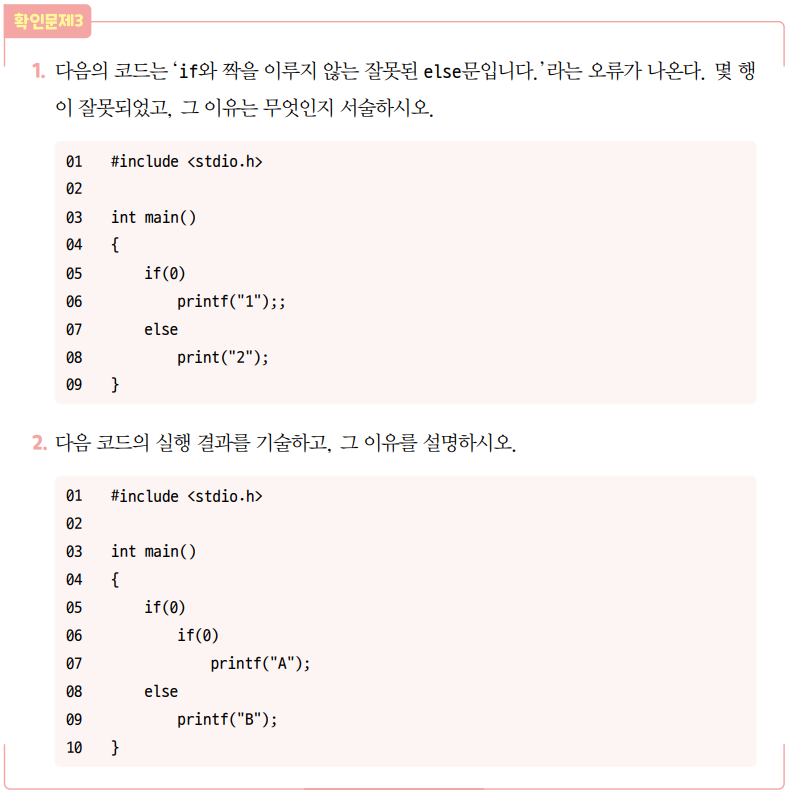 확인문제3
1. 다음의 코드는 ‘if와 짝을 이루지 않는 잘못된 else문입니다.’라는 오류가 나온다. 몇 행
이 잘못되었고, 그 이유는 무엇인지 서술하시오.
01 #include <stdio.h>
02
03 int main()
04 {
05 if(0)
06 printf("1");;
07 else
08 print("2");
09 }
2. 다음 코드의 실행 결과를 기술하고, 그 이유를 설명하시오.
01 #include <stdio.h>
02
03 int main()
04 {
05 if(0)
06 if(0)
07 printf("A");
08 else
09 printf("B");
10 }